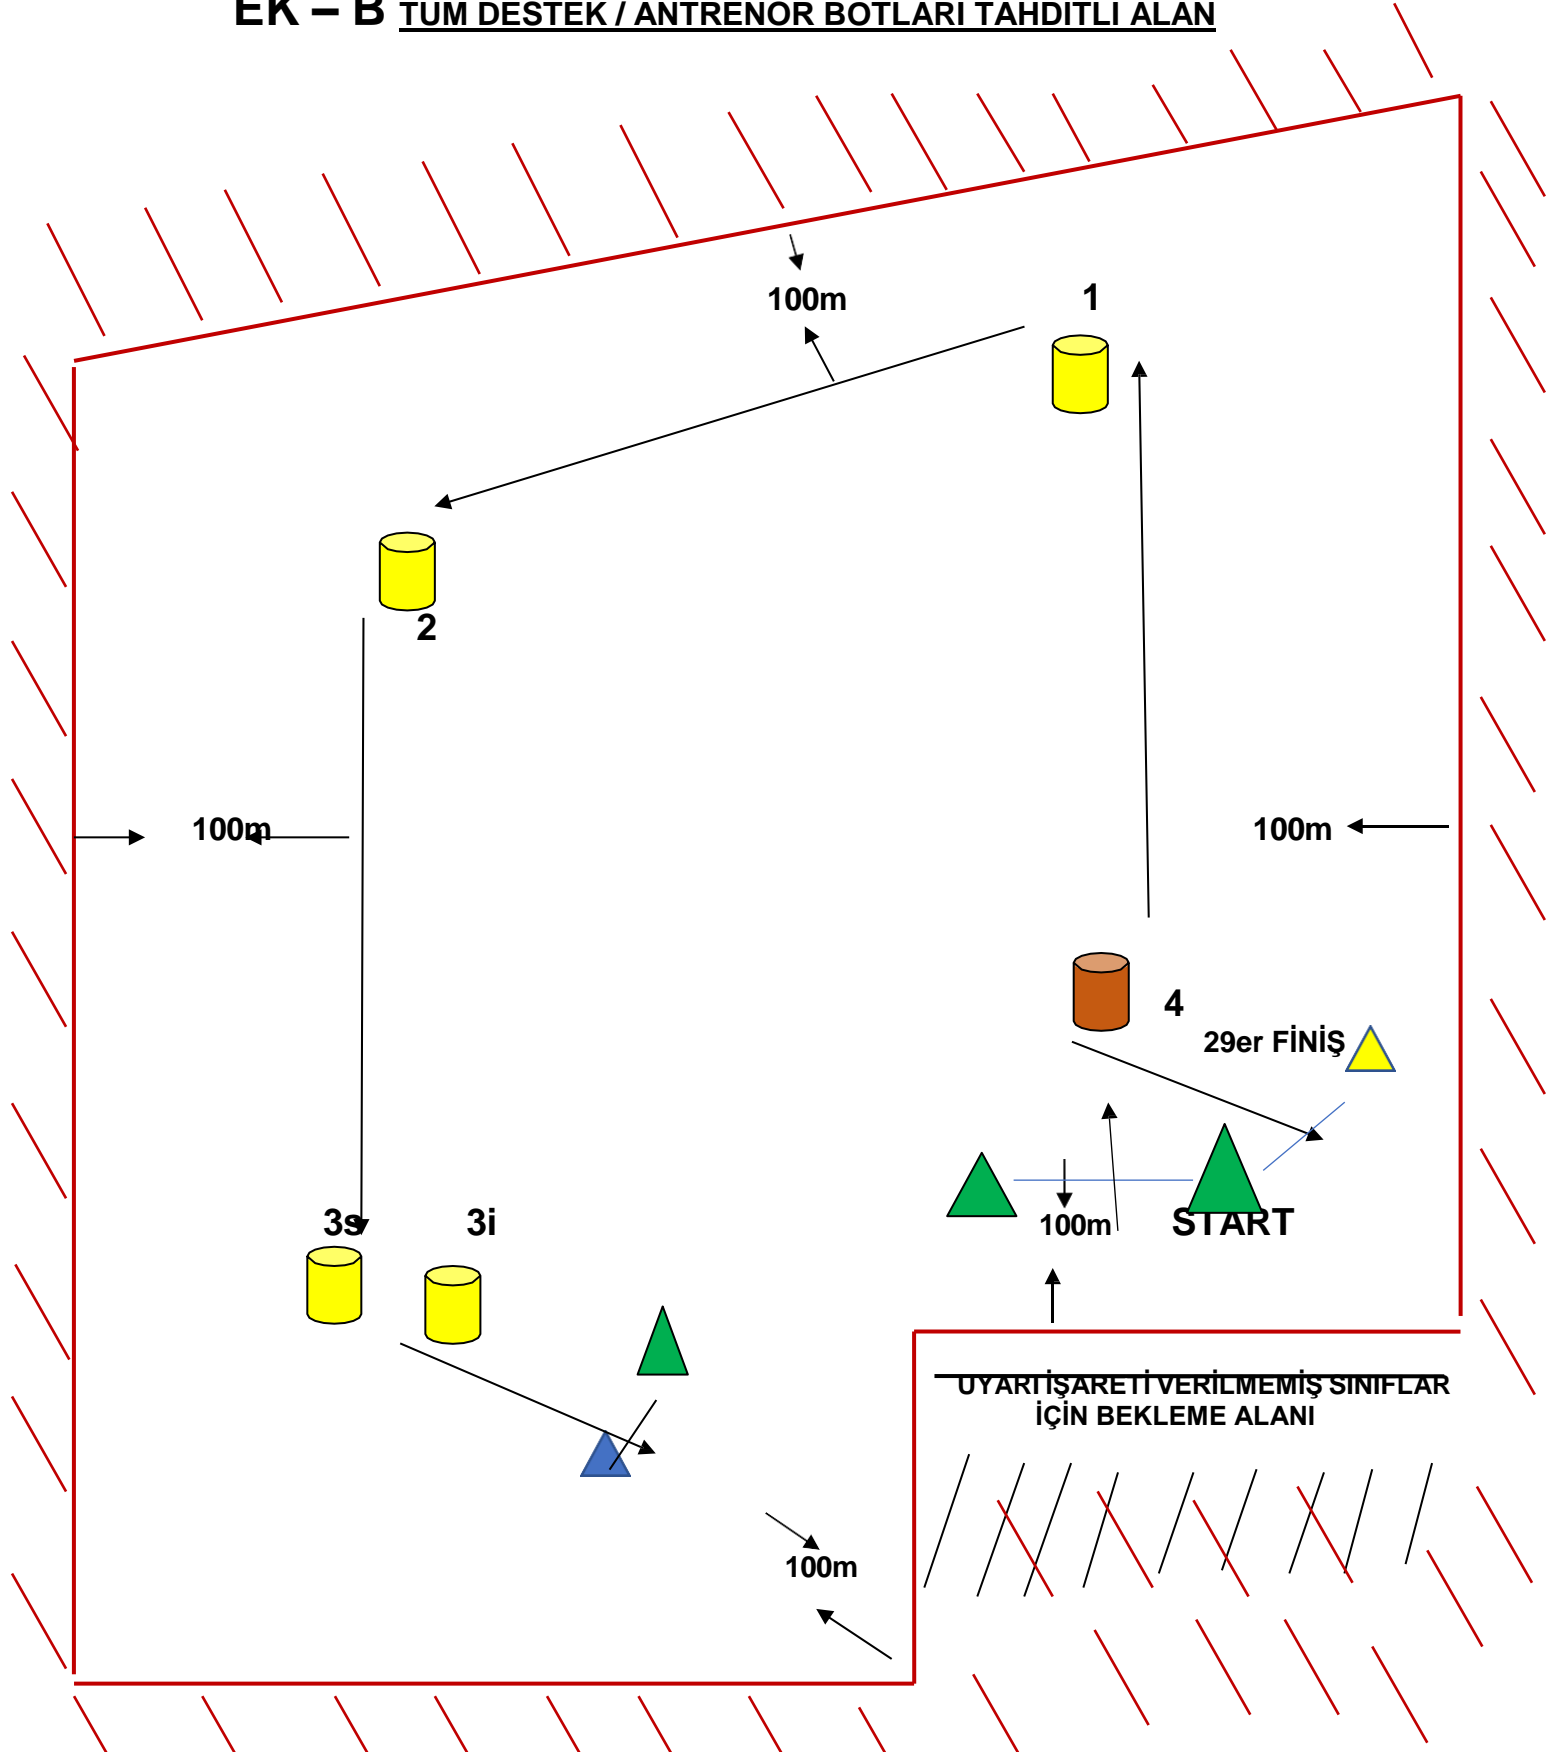 EK – B TÜM DESTEK / ANTRENÖR BOTLARI TAHDİTLİ ALAN
100m
1
2
100m
100m
4
29er FİNİŞ
3s
3i
100m
START
UYARI İŞARETİ VERİLMEMİŞ SINIFLAR
İÇİN BEKLEME ALANI
100m